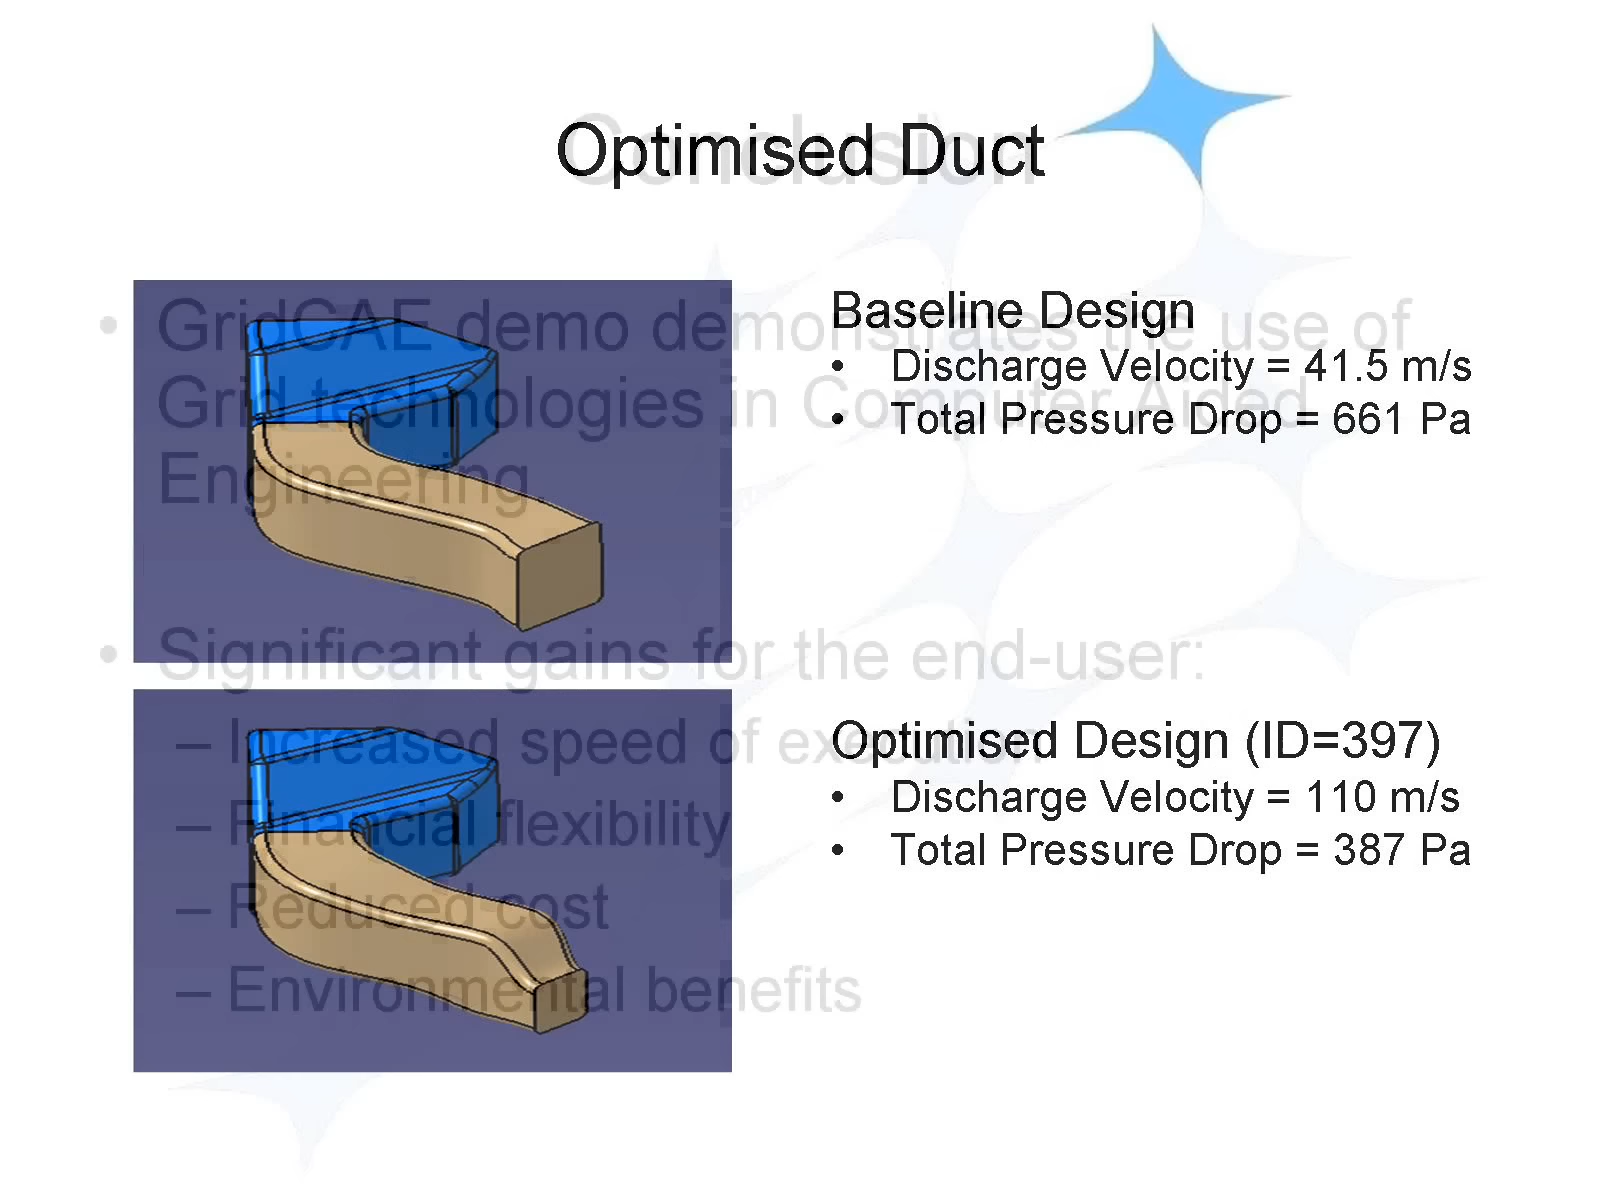 Optimised Duct
Baseline Design
• Discharge Velocity = 41.5 m/s
• Total Pressure Drop = 661 Pa
Optimised Design (ID=397)
• Discharge Velocity = 110 m/s
• Total Pressure Drop = 387 Pa
Conclusion
• GridCAE demo demonstrates the use of
Grid technologies in Computer Aided
Engineering.
• Significant gains for the end-user:
– Increased speed of execution
– Financial flexibility
– Reduced cost
– Environmental benefits